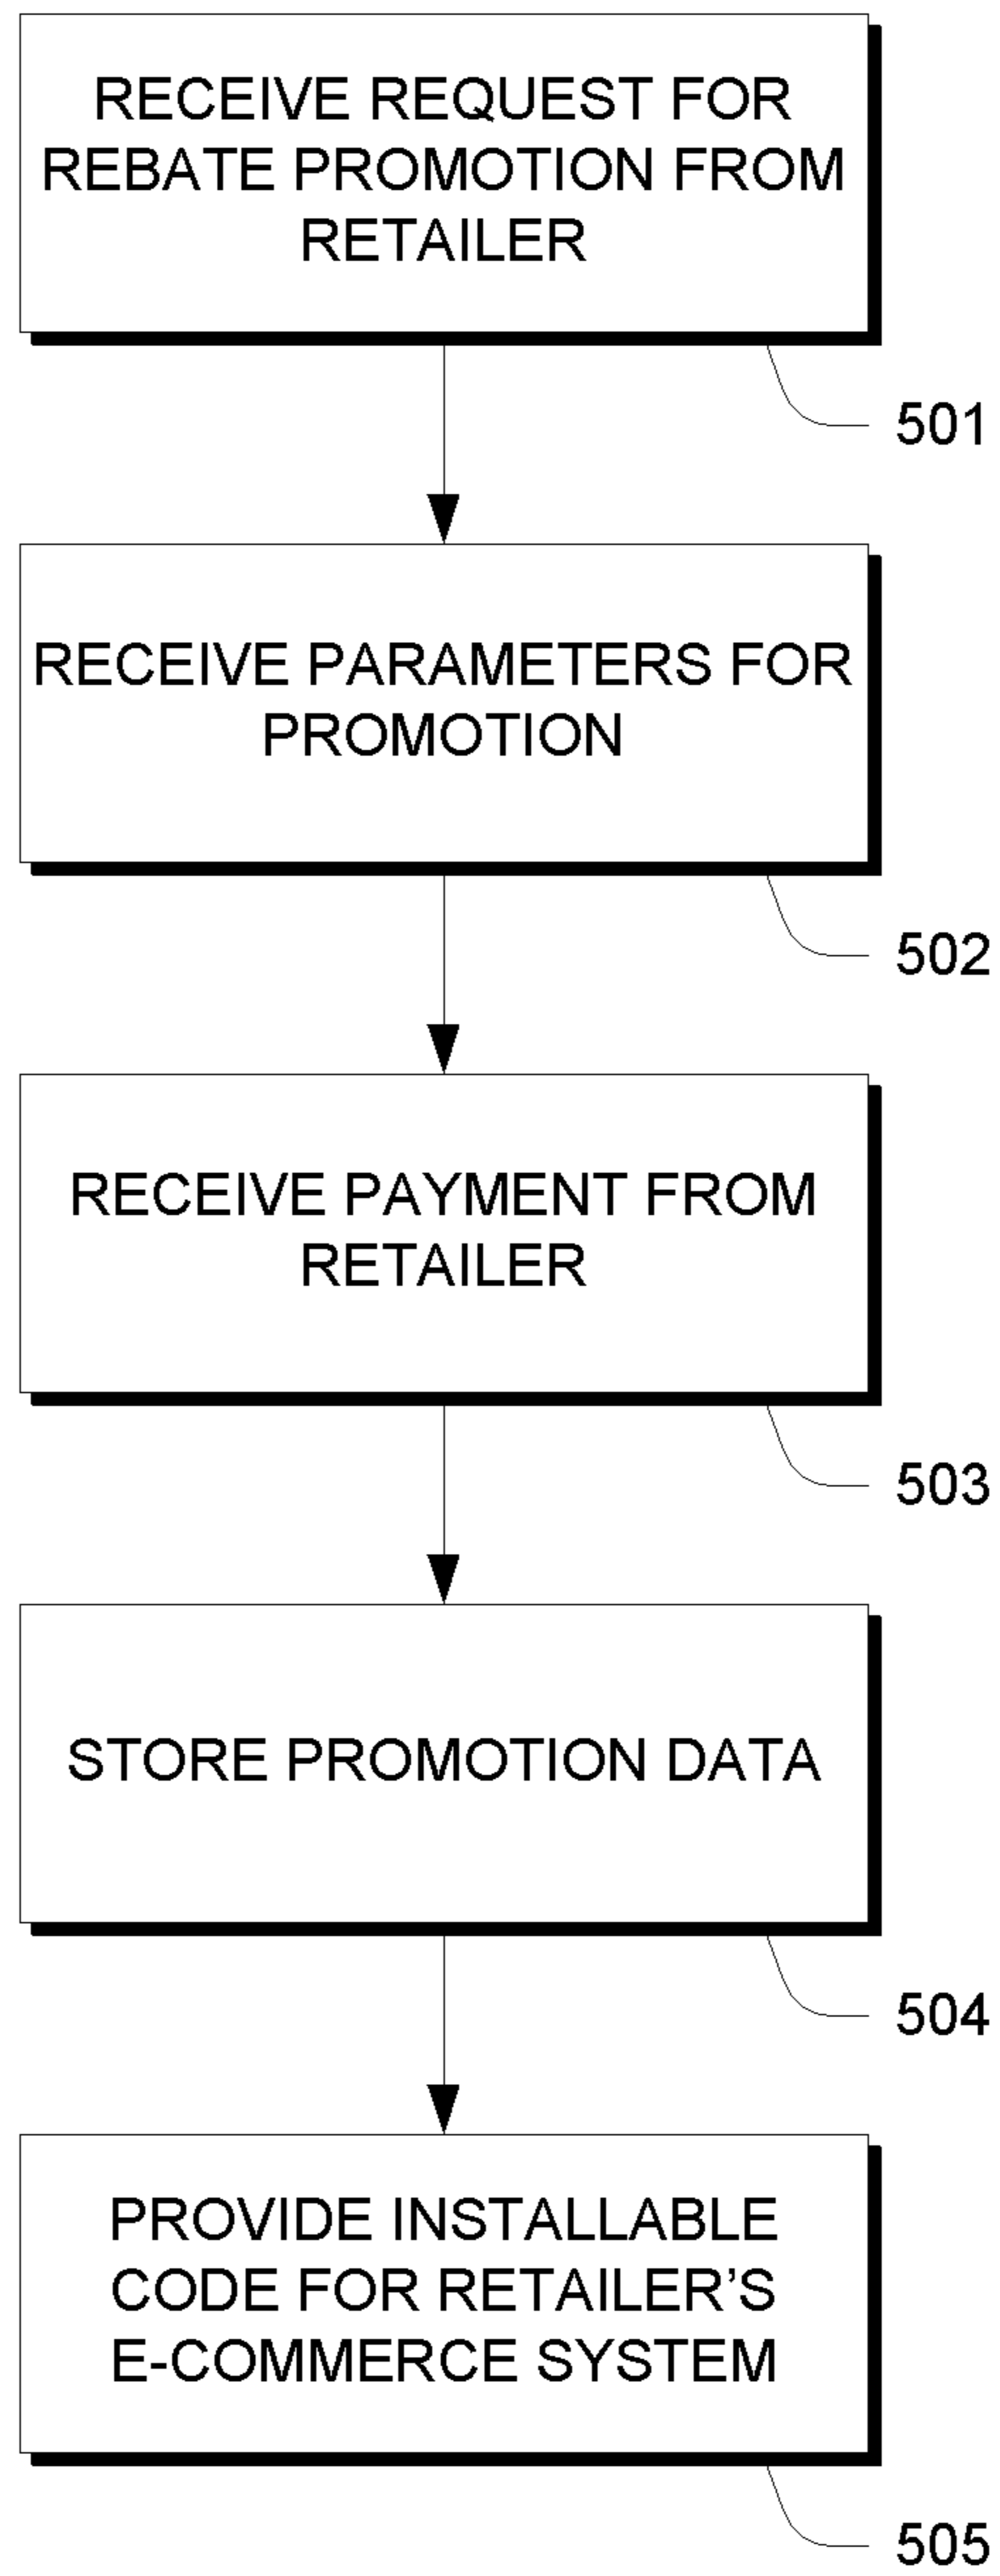 RECEIVE REQUEST FOR
REBATE PROMOTION FROM
RETAILER
501
RECEIVE PARAMETERS FOR
PROMOTION
502
RECEIVE PAYMENT FROM
RETAILER
503
STORE PROMOTION DATA
504
PROVIDE INSTALLABLE
CODE FOR RETAILER’S
E-COMMERCE SYSTEM
505